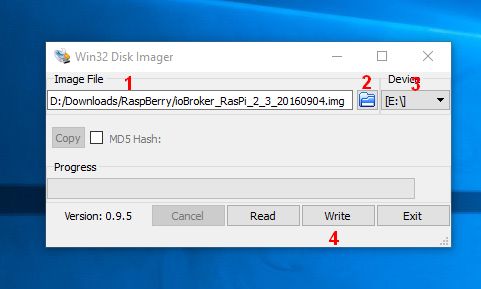 Win32 Disk Imager
Image File
Device
1
2
3
D:/Downloads/RaspBerry/ioBroker_RasPi_2_3_20160904.img
[E:\]
Copy
MD5 Hash:
Progress
Version: 0.9.5
Cancel
Read
Write
Exit
4